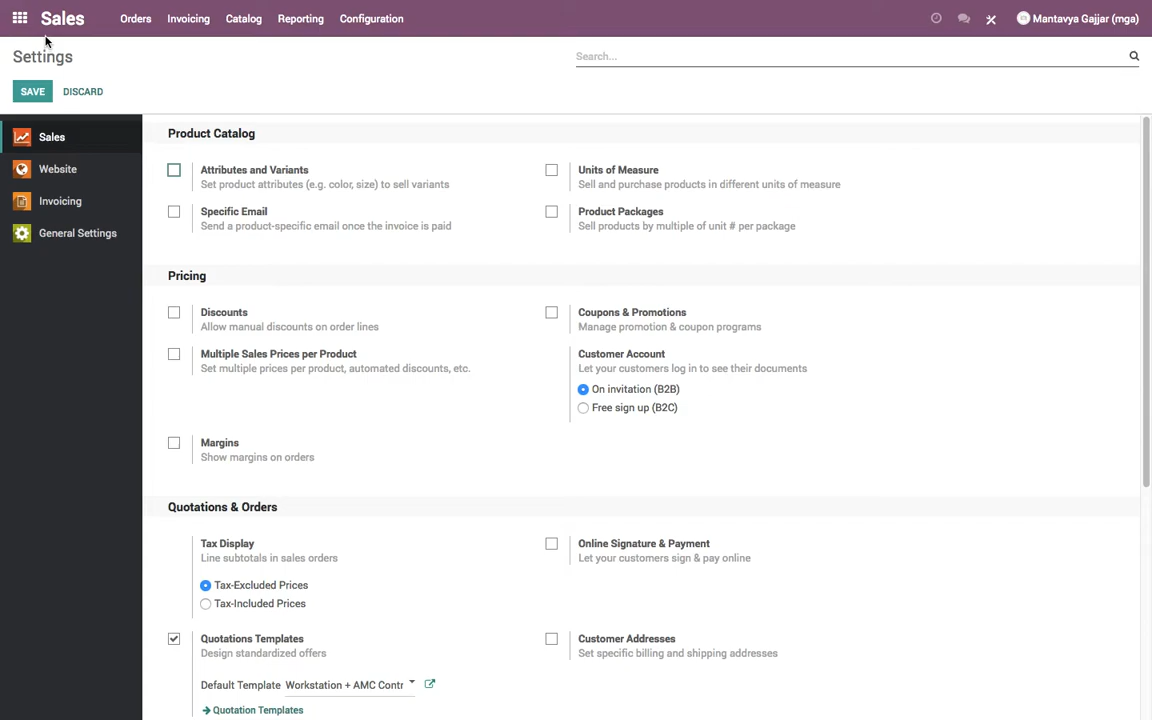 Sales
Orders
Invoicing
Catalog
Reporting
Configuration
Mantavya Gajjar (mga)
Settings
Search...
SAVE
DISCARD
Sales
Website
Invoicing
General Settings
Product Catalog
Attributes and Variants
Set product attributes (e.g. color, size) to sell variants
Units of Measure
Sell and purchase products in different units of measure
Specific Email
Send a product-specific email once the invoice is paid
Product Packages
Sell products by multiple of unit # per package
Pricing
Discounts
Allow manual discounts on order lines
Coupons & Promotions
Manage promotion & coupon programs
Multiple Sales Prices per Product
Set multiple prices per product, automated discounts, etc.
Customer Account
Let your customers log in to see their documents
On invitation (B2B)
Free sign up (B2C)
Margins
Show margins on orders
Quotations & Orders
Tax Display
Line subtotals in sales orders
Tax-Excluded Prices
Tax-Included Prices
Online Signature & Payment
Let your customers sign & pay online
Quotations Templates
Design standardized offers
Default Template Workstation + AMC Contr
Quotation Templates
Customer Addresses
Set specific billing and shipping addresses